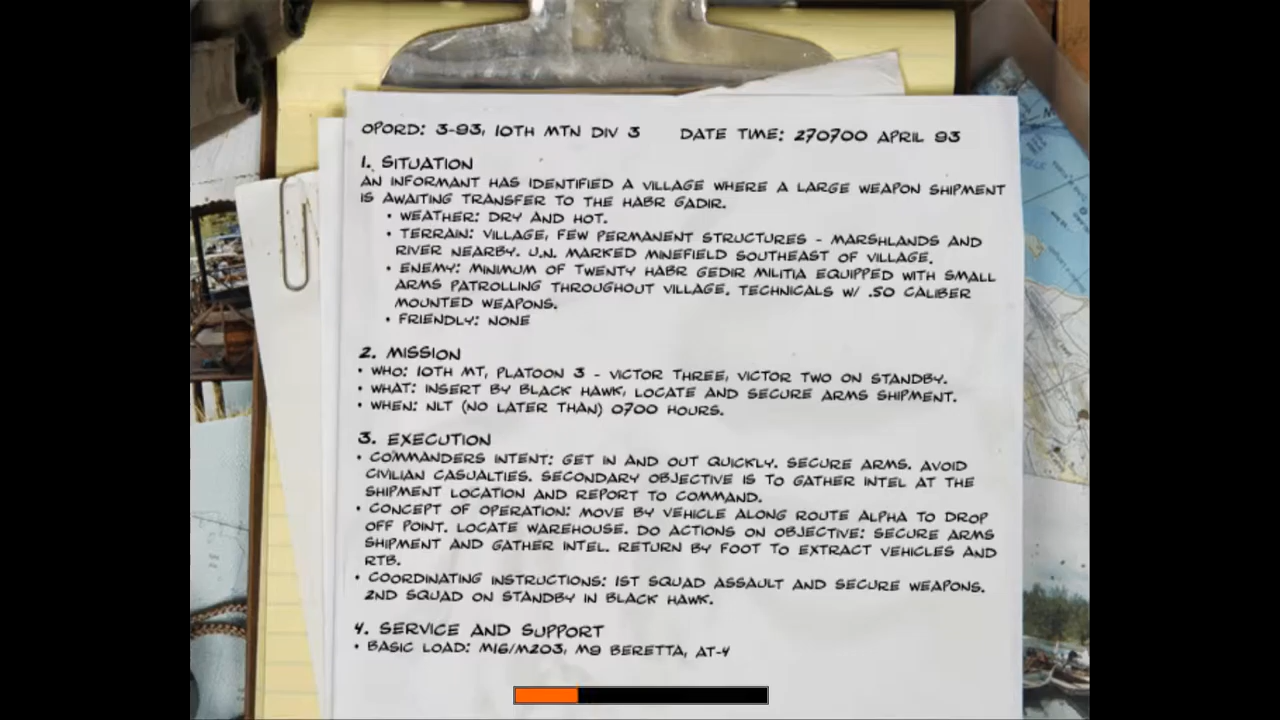 OPORD: 3-93, 10TH MTN DIV 3 DATE TIME: 270700 APRIL 93
1. SITUATION
AN INFORMANT HAS IDENTIFIED A VILLAGE WHERE A LARGE WEAPON SHIPMENT
IS AWAITING TRANSFER TO THE HABR GADIR.
• WEATHER: DRY AND HOT.
• TERRAIN: VILLAGE, FEW PERMANENT STRUCTURES - MARSHLANDS AND
RIVER NEARBY. U.N. MARKED MINEFIELD SOUTHEAST OF VILLAGE.
• ENEMY: MINIMUM OF TWENTY HABR GEDIR MILITIA EQUIPPED WITH SMALL
ARMS PATROLLING THROUGHOUT VILLAGE. TECHNICALS W/ .50 CALIBER
MOUNTED WEAPONS.
• FRIENDLY: NONE
2. MISSION
• WHO: 10TH MT, PLATOON 3 - VICTOR THREE, VICTOR TWO ON STANDBY.
• WHAT: INSERT BY BLACK HAWK, LOCATE AND SECURE ARMS SHIPMENT.
• WHEN: NLT (NO LATER THAN) 0700 HOURS.
3. EXECUTION
• COMMANDERS INTENT: GET IN AND OUT QUICKLY. SECURE ARMS. AVOID
CIVILIAN CASUALTIES. SECONDARY OBJECTIVE IS TO GATHER INTEL AT THE
SHIPMENT LOCATION AND REPORT TO COMMAND.
• CONCEPT OF OPERATION: MOVE BY VEHICLE ALONG ROUTE ALPHA TO DROP
OFF POINT. LOCATE WAREHOUSE. DO ACTIONS ON OBJECTIVE: SECURE ARMS
SHIPMENT AND GATHER INTEL. RETURN BY FOOT TO EXTRACT VEHICLES AND
RTB.
• COORDINATING INSTRUCTIONS: 1ST SQUAD ASSAULT AND SECURE WEAPONS.
2ND SQUAD ON STANDBY IN BLACK HAWK.
4. SERVICE AND SUPPORT
• BASIC LOAD: M16/M203, M9 BERETTA, AT-4